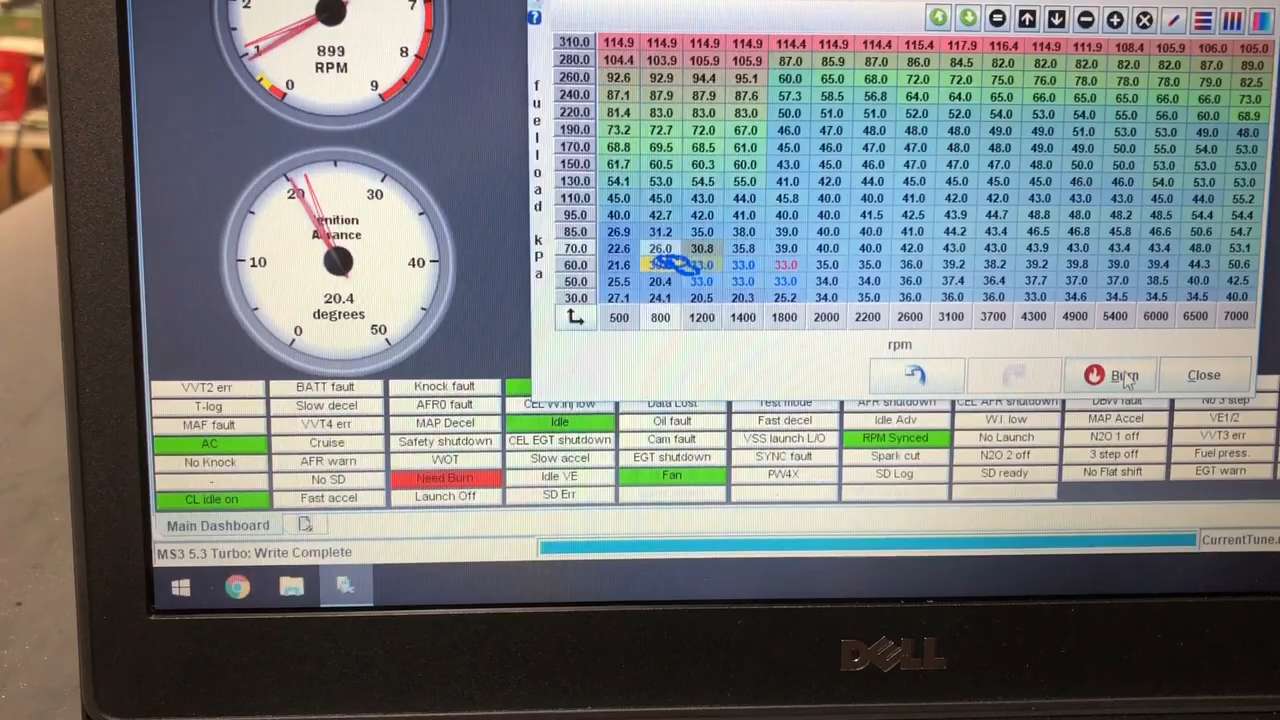 2
7
1
893
RPM
8
0
9
20
30
Ignition
Advance
10
40
20.4
degrees
0
50
fuelload
kPa
310.0 114.9 114.9 114.9 114.9 114.4 114.9 114.4 115.4 117.9 116.4 114.9 111.9 108.4 105.9 106.0 105.0
280.0 104.4 103.9 105.9 105.9 87.0 85.9 87.0 86.0 84.5 82.0 82.0 82.0 82.0 82.0 87.0 89.0
260.0 92.6 92.9 94.4 95.1 60.0 65.0 68.0 72.0 72.0 75.0 76.0 78.0 78.0 78.0 79.0 82.5
240.0 87.1 87.9 87.9 87.6 57.3 58.5 56.8 64.0 64.0 65.0 66.0 65.0 65.0 66.0 66.0 73.0
220.0 81.4 83.0 83.0 83.0 50.0 51.0 51.0 52.0 52.0 54.0 53.0 54.0 55.0 56.0 60.0 68.9
190.0 73.2 72.7 72.0 67.0 46.0 47.0 48.0 48.0 48.0 49.0 49.0 51.0 53.0 53.0 49.0 48.0
170.0 68.8 69.5 68.5 61.0 45.0 46.0 47.0 47.0 48.0 48.0 49.0 49.0 50.0 55.0 54.0 53.0
150.0 61.7 60.5 60.3 60.0 43.0 45.0 46.0 47.0 47.0 47.0 48.0 50.0 50.0 53.0 53.0 53.0
130.0 54.1 53.0 54.5 55.0 41.0 42.0 44.0 45.0 45.0 45.0 45.0 46.0 46.0 54.0 53.0 53.0
110.0 45.0 45.0 43.0 44.0 45.8 40.0 40.0 41.0 42.0 42.0 43.0 43.0 43.0 45.0 44.0 55.2
95.0 40.0 42.7 42.0 41.0 40.0 40.0 41.5 42.5 43.9 44.7 48.8 48.0 48.2 48.5 54.4 54.4
85.0 26.9 31.2 35.0 38.0 39.0 40.0 40.0 41.0 44.2 43.4 46.5 46.8 45.8 46.6 50.6 54.7
70.0 22.6 26.0 30.8 35.8 39.0 40.0 40.0 42.0 43.0 43.0 43.9 43.0 43.4 43.4 48.0 53.1
60.0 21.6 33.0 33.0 35.0 35.0 36.0 39.2 38.2 39.2 39.8 39.0 39.4 44.3 50.6
50.0 25.5 20.4 33.0 33.0 33.0 34.0 34.0 36.0 37.4 36.4 37.7 37.0 37.0 38.5 40.0 42.5
30.0 27.1 24.1 20.5 20.3 25.2 34.0 35.0 36.0 36.0 36.0 33.0 34.6 34.5 34.5 34.5 40.0
500 800 1200 1400 1800 2000 2200 2600 3100 3700 4300 4900 5400 6000 6500 7000
rpm
Burn Close
VVT2 err BATT fault Knock fault
T-log Slow decel AFR0 fault CEL W.inj low Data Lost Test mode AFR shutdown CEL AFR shutdown DBW fault No 3 step
MAF fault VVT4 err MAP Decel Idle Oil fault Fast decel Idle Adv W.I. low MAP Accel VE1/2
AC Cruise Safety shutdown CEL EGT shutdown Cam fault VSS launch L/O RPM Synced No Launch N2O 1 off VVT3 err
No Knock AFR warn WOT Slow accel EGT shutdown SYNC fault Spark cut N2O 2 off 3 step off Fuel press.
- No SD Need Burn Idle VE Fan PW4X SD Log SD ready No Flat shift EGT warn
CL idle on Fast accel Launch Off SD Err
Main Dashboard
MS3 5.3 Turbo: Write Complete
CurrentTune.
DELL